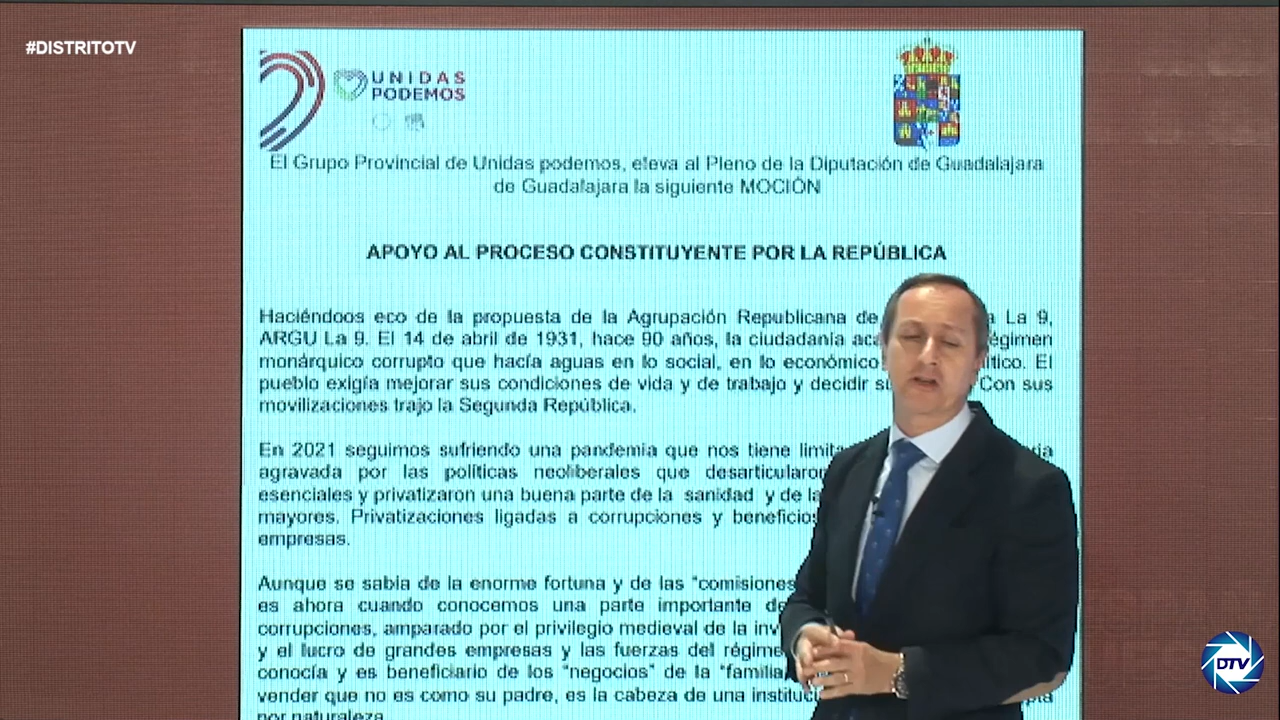 #DISTRITOTV
UNIDAS
PODEMOS
El Grupo Provincial de Unidas podemos, eleva al Pleno de la Diputación de Guadalajara
de Guadalajara la siguiente MOCIÓN
APOYO AL PROCESO CONSTITUYENTE POR LA REPÚBLICA
Haciéndoos eco de la propuesta de la Agrupación Republicana de La 9,
ARGU La 9. El 14 de abril de 1931, hace 90 años, la ciudadanía
monárquico corrupto que hacía aguas en lo social, en lo económico El
pueblo exigía mejorar sus condiciones de vida y de trabajo y decidir Con sus
movilizaciones trajo la Segunda República.
En 2021 seguimos sufriendo una pandemia que nos tiene
agravada por las políticas neoliberales que
esenciales y privatizaron una buena parte de la sanidad y de
mayores. Privatizaciones ligadas a corrupciones y
empresas.
Aunque se sabía de la enorme fortuna y de las "comisiones
es ahora cuando conocemos una parte importante
corrupciones, amparado por el privilegio medieval de la
y el lucro de grandes empresas y las fuerzas del
conocía y es beneficiario de los "negocios" de la
vender que no es como su padre, es la cabeza de una
por naturaleza
DTV